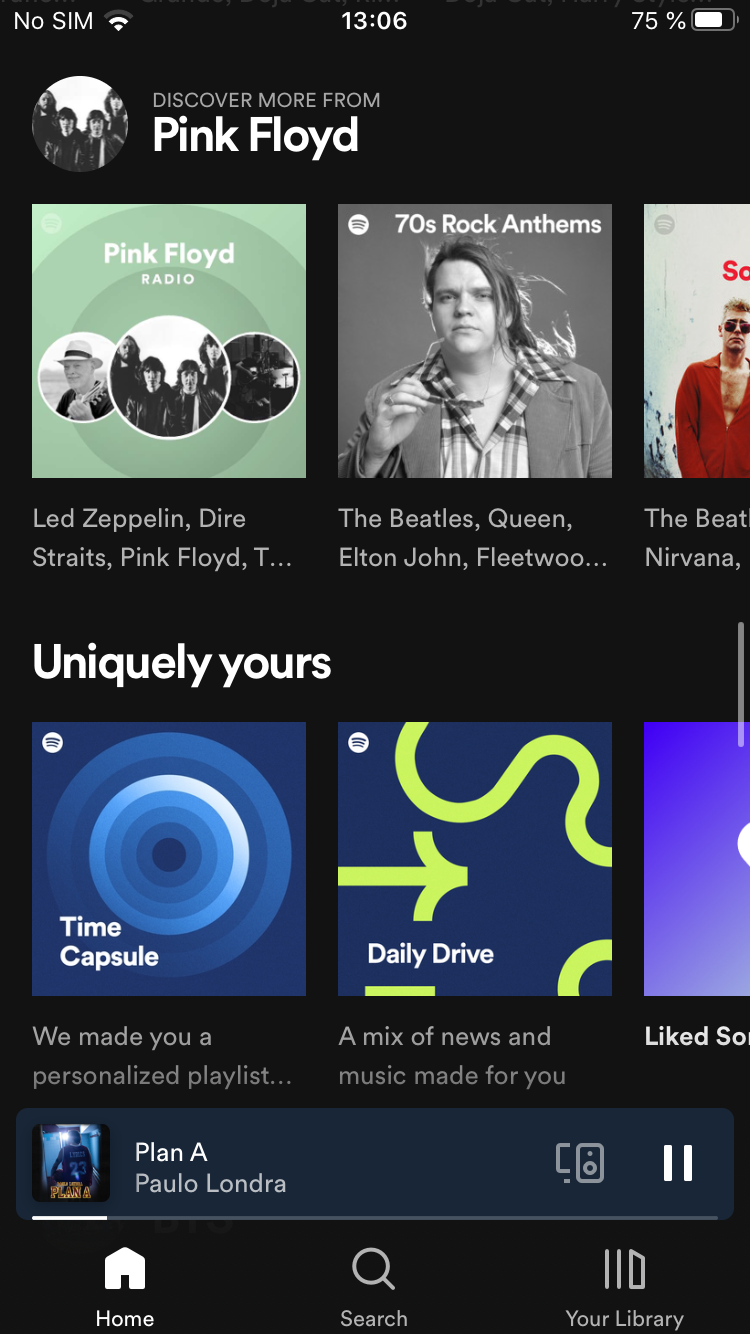 No SIM 13:06 75 %
DISCOVER MORE FROM
Pink Floyd
Pink Floyd
RADIO
70s Rock Anthems
Led Zeppelin, Dire
Straits, Pink Floyd, T...
The Beatles, Queen,
Elton John, Fleetwoo...
The
Nirvana,
Uniquely yours
Time
Capsule
Daily Drive
We made you a
personalized playlist...
A mix of news and
music made for you
Liked
Plan A
Paulo Londra
23
PLAN A
Home
Search
Your Library